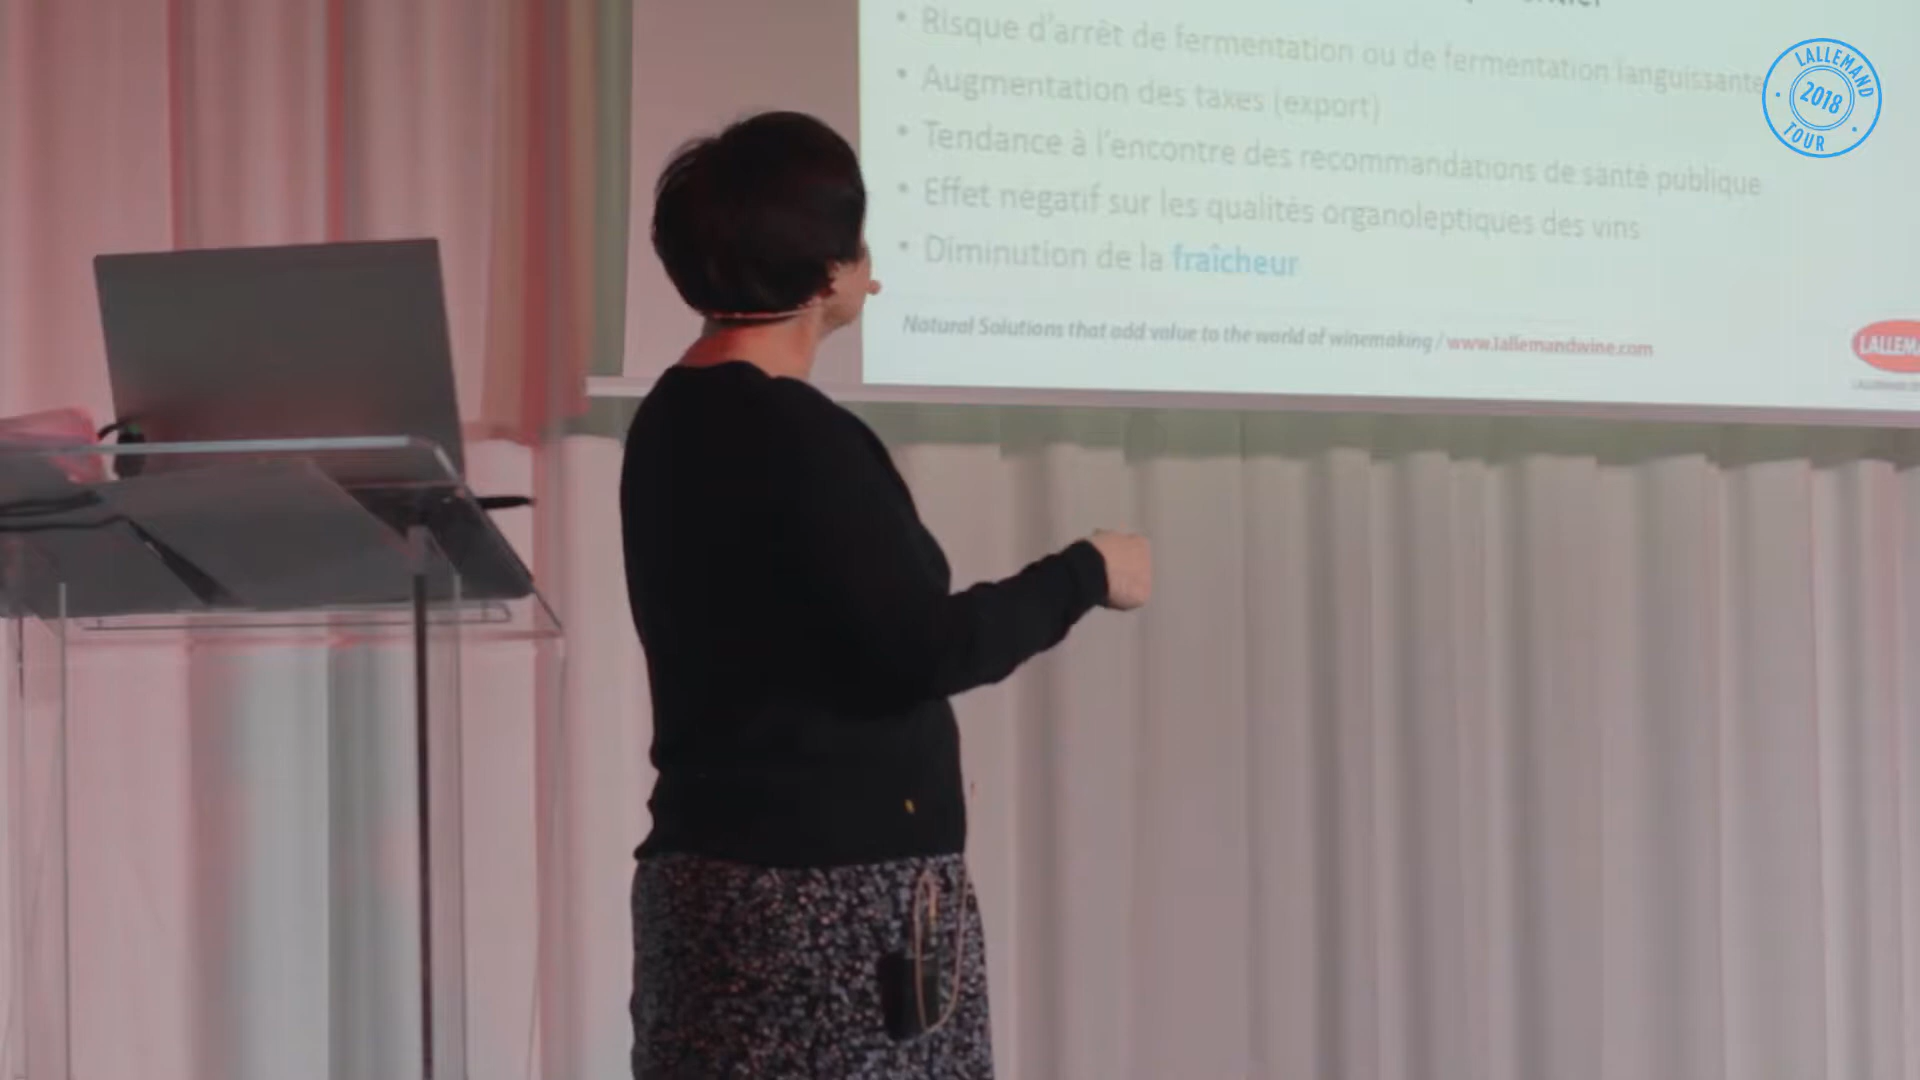 • Risque d'arrêt de fermentation ou de fermentation languissante
• Augmentation des taxes (export)
• Tendance à l'encontre des recommandations de santé publique
• Effet négatif sur les qualités organoleptiques des vins
• Diminution de la fraîcheur
Natural Solutions that add value to the world of winemaking / www.lallemandwine.com
LALLEMAND
2018
TOUR
LALLEMA